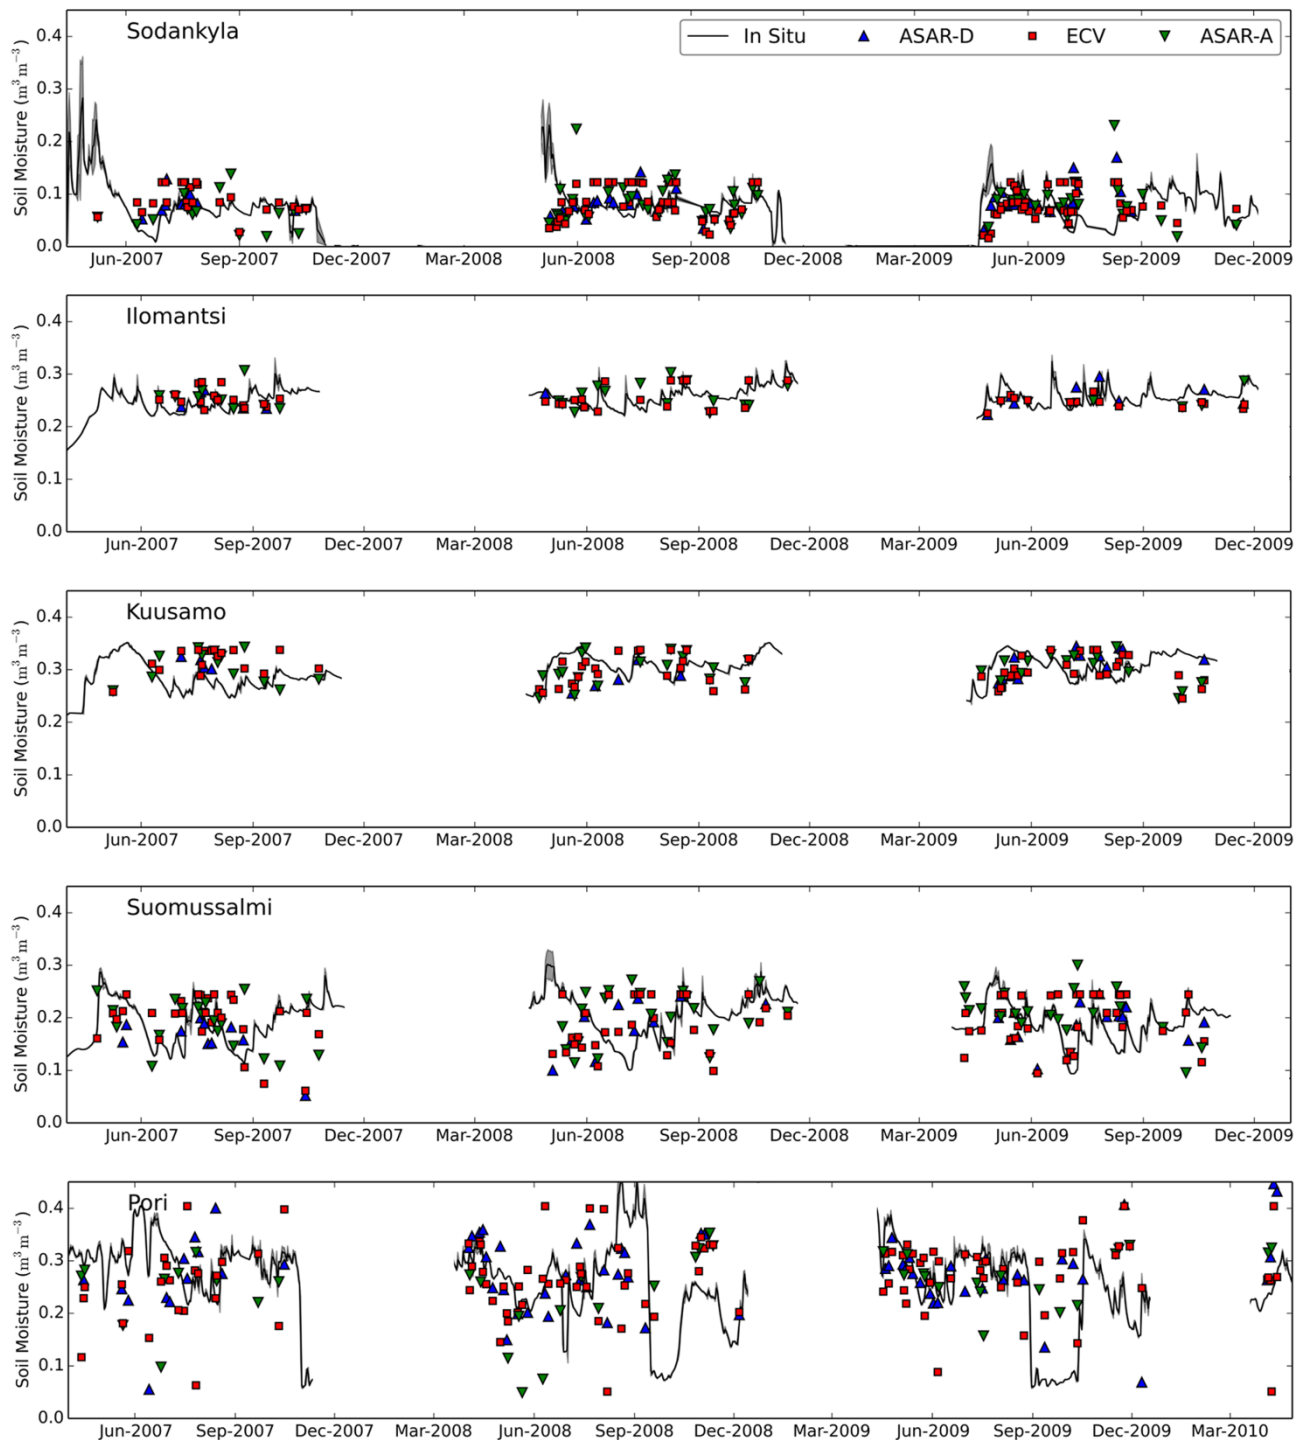 Sodankyla
In Situ ASAR-D ECV ASAR-A
Soil Moisture (m³ m⁻³)
0.4
0.3
0.2
0.1
0.0
Jun-2007 Sep-2007 Dec-2007 Mar-2008 Jun-2008 Sep-2008 Dec-2008 Mar-2009 Jun-2009 Sep-2009 Dec-2009
Ilomantsi
Soil Moisture (m³ m⁻³)
0.4
0.3
0.2
0.1
0.0
Jun-2007 Sep-2007 Dec-2007 Mar-2008 Jun-2008 Sep-2008 Dec-2008 Mar-2009 Jun-2009 Sep-2009 Dec-2009
Kuusamo
Soil Moisture (m³ m⁻³)
0.4
0.3
0.2
0.1
0.0
Jun-2007 Sep-2007 Dec-2007 Mar-2008 Jun-2008 Sep-2008 Dec-2008 Mar-2009 Jun-2009 Sep-2009 Dec-2009
Suomussalmi
Soil Moisture (m³ m⁻³)
0.4
0.3
0.2
0.1
0.0
Jun-2007 Sep-2007 Dec-2007 Mar-2008 Jun-2008 Sep-2008 Dec-2008 Mar-2009 Jun-2009 Sep-2009 Dec-2009
Pori
Soil Moisture (m³ m⁻³)
0.4
0.3
0.2
0.1
0.0
Jun-2007 Sep-2007 Dec-2007 Mar-2008 Jun-2008 Sep-2008 Dec-2008 Mar-2009 Jun-2009 Sep-2009 Dec-2009 Mar-2010